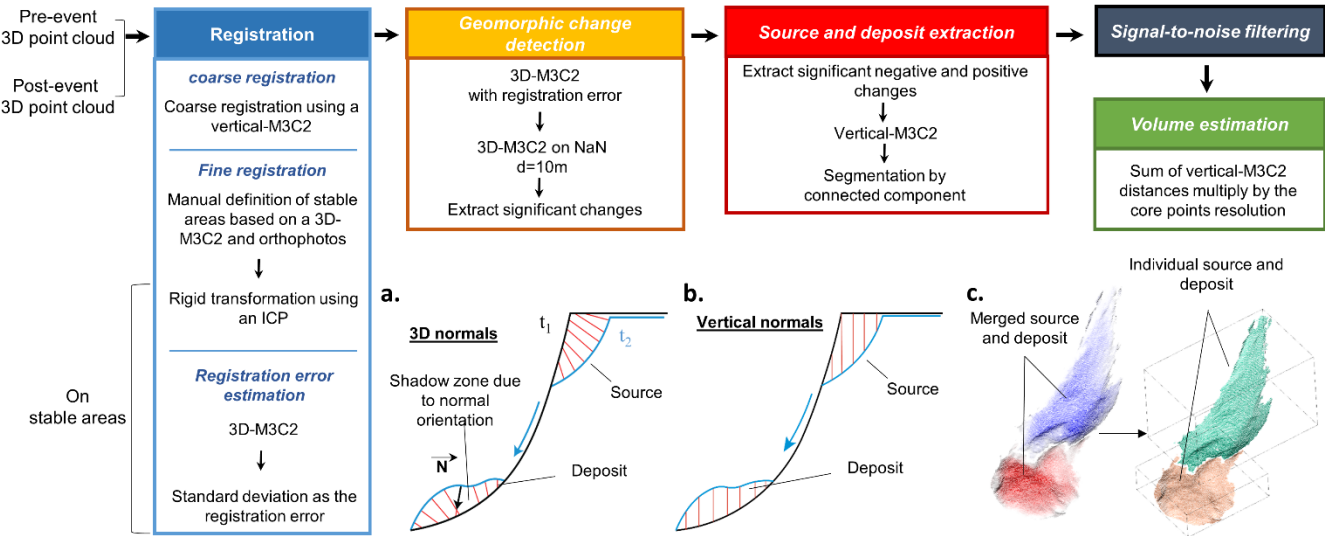 Pre-event
3D point cloud
Post-event
3D point cloud
Registration
coarse registration
Coarse registration using a
vertical-M3C2
Fine registration
Manual definition of stable
areas based on a 3D-
M3C2 and orthophotos
Rigid transformation using
an ICP
Registration error
estimation
3D-M3C2
Standard deviation as the
registration error
On
stable areas
Geomorphic change
detection
3D-M3C2
with registration error
3D-M3C2 on NaN
d=10m
Extract significant changes
Source and deposit extraction
Extract significant negative and positive
changes
Vertical-M3C2
Segmentation by
connected component
Signal-to-noise filtering
Volume estimation
Sum of vertical-M3C2
distances multiply by the
core points resolution
a.
3D normals
t1
t2
Source
Shadow zone due
to normal
orientation
N
Deposit
b.
Vertical normals
Source
Deposit
c.
Individual source and
deposit
Merged source
and deposit